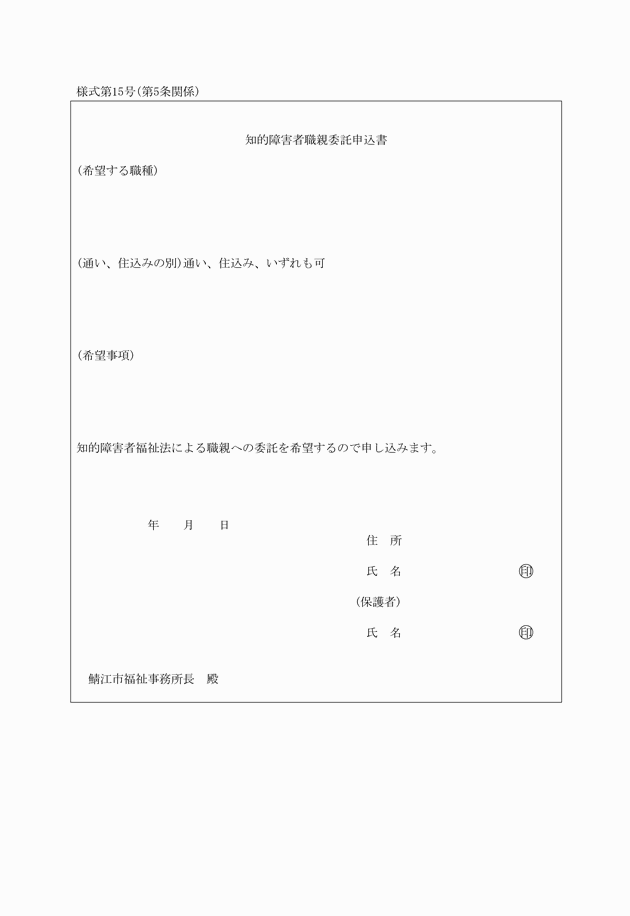 様式第15号(第5条関係)
知的障害者職親委託申込書
(希望する職種)
(通い、住込みの別)通い、住込み、いずれも可
(希望事項)
知的障害者福祉法による職親への委託を希望するので申し込みます。
年　　月　　日
住　所
氏　名　　　　　　　　　　㊞
(保護者)
氏　名　　　　　　　　　　㊞
鯖江市福祉事務所長　殿